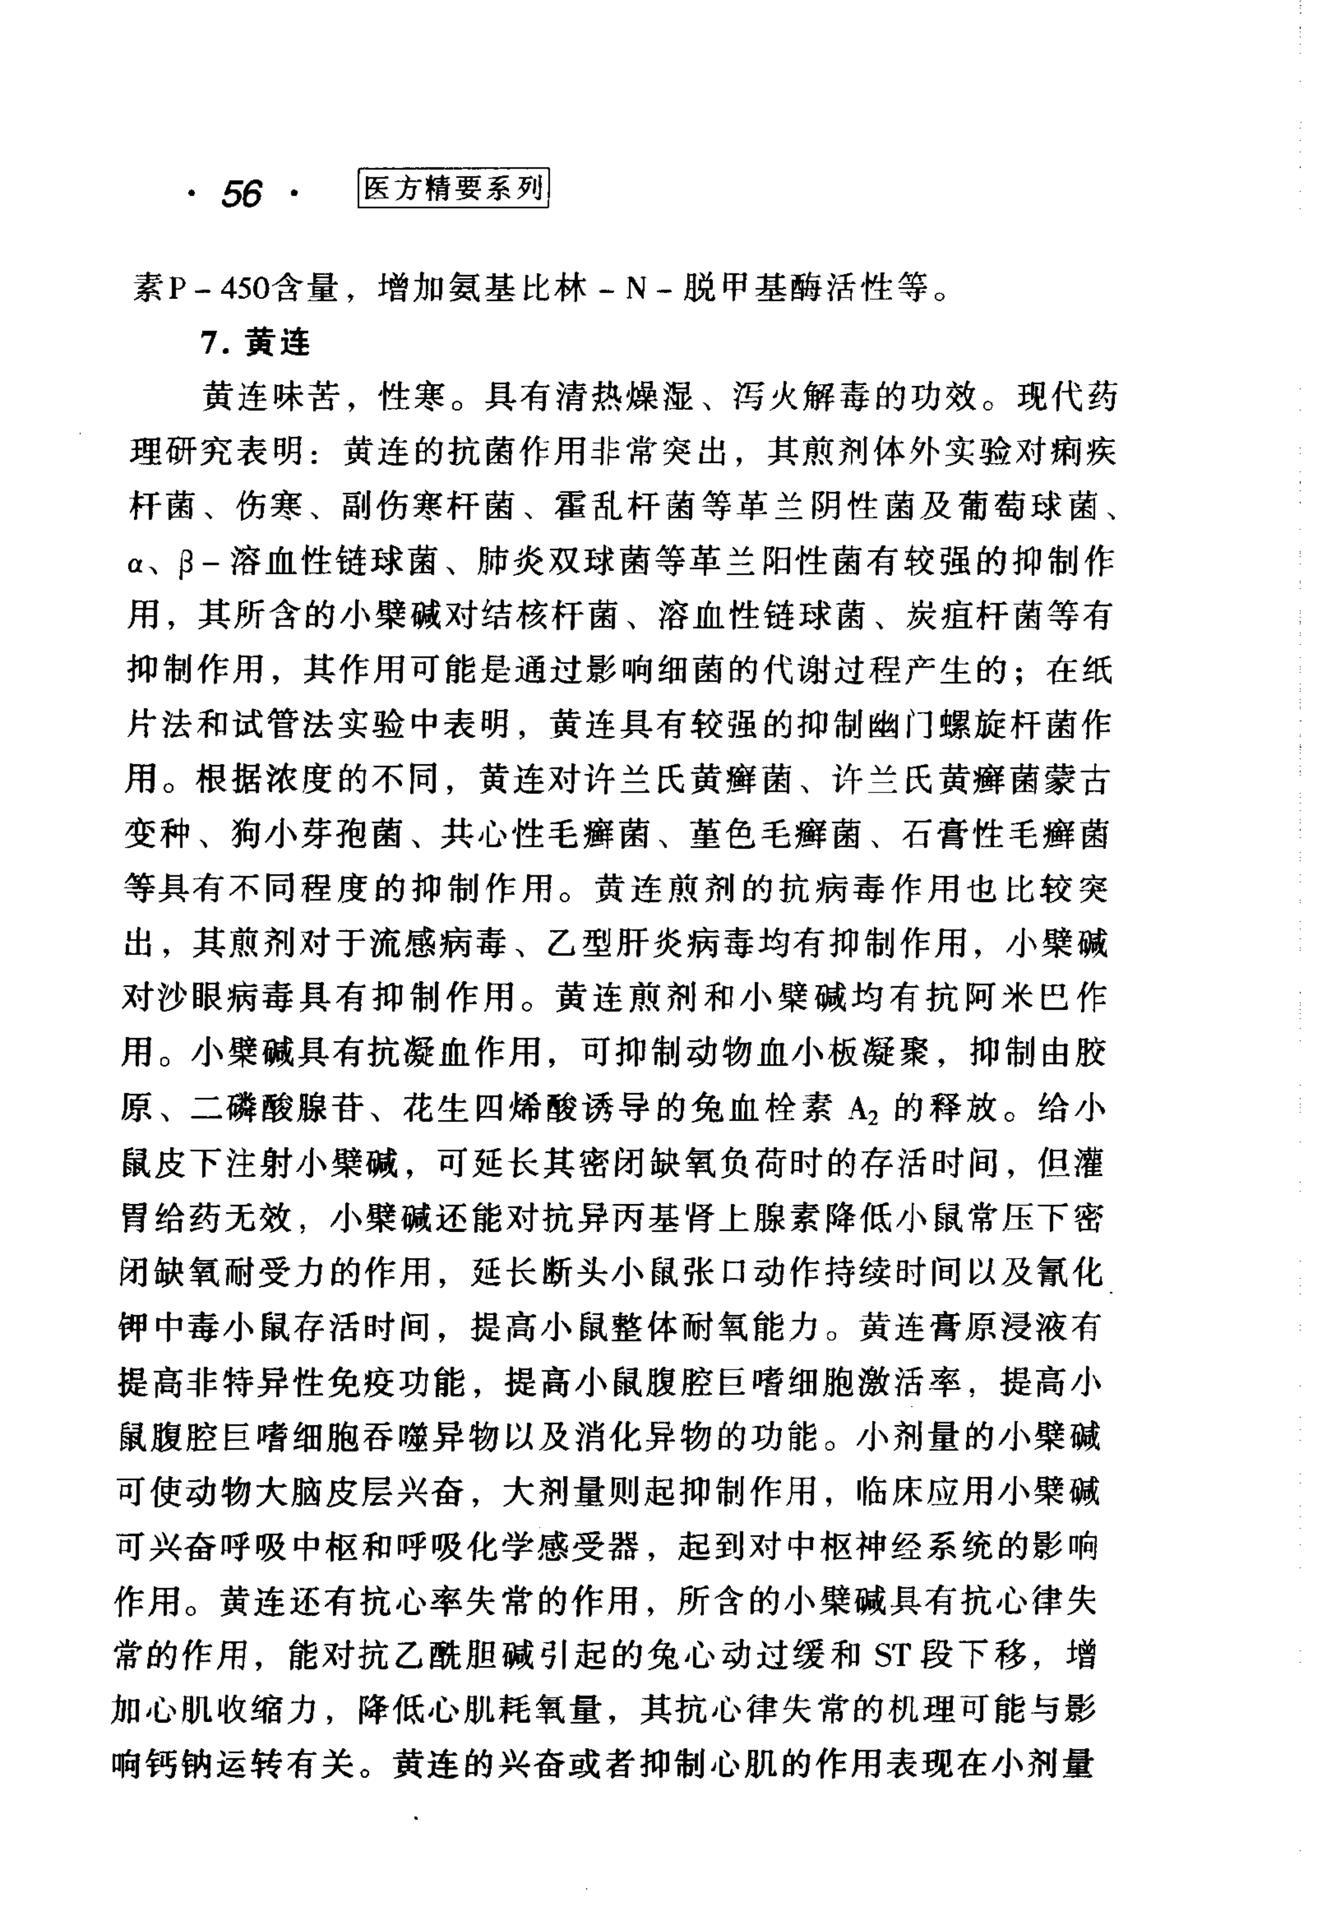 · 56 · 医方精要系列
素P－450含量，增加氨基比林－N－脱甲基酶活性等。
7. 黄连
黄连味苦，性寒。具有清热燥湿、泻火解毒的功效。现代药
理研究表明：黄连的抗菌作用非常突出，其煎剂体外实验对痢疾
杆菌、伤寒、副伤寒杆菌、霍乱杆菌等革兰阴性菌及葡萄球菌、
α、β－溶血性链球菌、肺炎双球菌等革兰阳性菌有较强的抑制作
用，其所含的小檗碱对结核杆菌、溶血性链球菌、炭疽杆菌等有
抑制作用，其作用可能是通过影响细菌的代谢过程产生的；在纸
片法和试管法实验中表明，黄连具有较强的抑制幽门螺旋杆菌作
用。根据浓度的不同，黄连对许兰氏黄癣菌、许兰氏黄癣菌蒙古
变种、狗小芽孢菌、共心性毛癣菌、堇色毛癣菌、石膏性毛癣菌
等具有不同程度的抑制作用。黄连煎剂的抗病毒作用也比较突
出，其煎剂对于流感病毒、乙型肝炎病毒均有抑制作用，小檗碱
对沙眼病毒具有抑制作用。黄连煎剂和小檗碱均有抗阿米巴作
用。小檗碱具有抗凝血作用，可抑制动物血小板凝聚，抑制由胶
原、二磷酸腺苷、花生四烯酸诱导的兔血栓素 A₂ 的释放。给小
鼠皮下注射小檗碱，可延长其密闭缺氧负荷时的存活时间，但灌
胃给药无效，小檗碱还能对抗异丙基肾上腺素降低小鼠常压下密
闭缺氧耐受力的作用，延长断头小鼠张口动作持续时间以及氰化
钾中毒小鼠存活时间，提高小鼠整体耐氧能力。黄连膏原浸液有
提高非特异性免疫功能，提高小鼠腹腔巨嗜细胞激活率，提高小
鼠腹腔巨嗜细胞吞噬异物以及消化异物的功能。小剂量的小檗碱
可使动物大脑皮层兴奋，大剂量则起抑制作用，临床应用小檗碱
可兴奋呼吸中枢和呼吸化学感受器，起到对中枢神经系统的影响
作用。黄连还有抗心率失常的作用，所含的小檗碱具有抗心律失
常的作用，能对抗乙酰胆碱引起的兔心动过缓和 ST 段下移，增
加心肌收缩力，降低心肌耗氧量，其抗心律失常的机理可能与影
响钙钠运转有关。黄连的兴奋或者抑制心肌的作用表现在小剂量